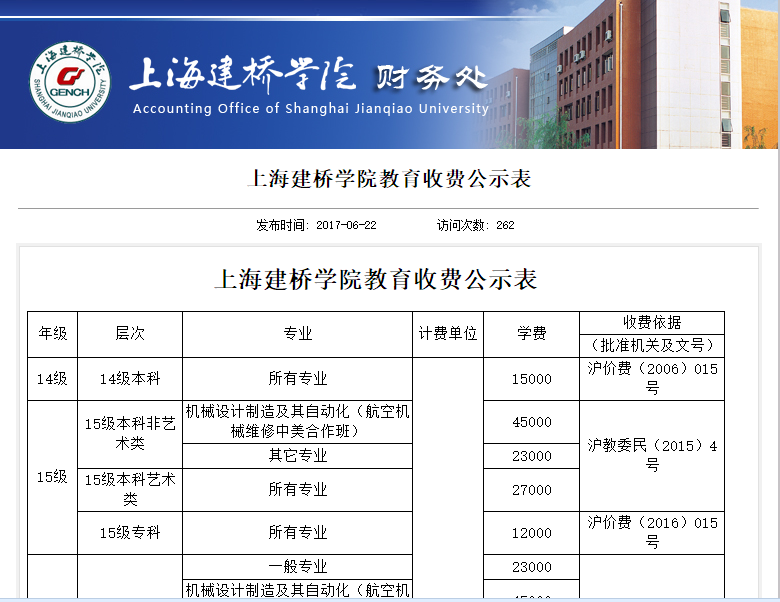 上海建桥学院
SHANGHAI JIANQIAO UNIVERSITY
GENCH
上海建桥学院 财务处
Accounting Office of Shanghai Jianqiao University
上海建桥学院教育收费公示表
发布时间: 2017-06-22 访问次数: 262
上海建桥学院教育收费公示表
年级 层次 专业 计费单位 学费 收费依据
(批准机关及文号)
14级 14级本科 所有专业 15000 沪价费(2006)015
号
15级 15级本科非艺
术类
机械设计制造及其自动化(航空机
械维修中美合作班)
45000
沪教委民(2015)4
号
其它专业 23000
15级本科艺术
类
所有专业 27000
15级专科 所有专业 12000 沪价费(2016)015
号
一般专业 23000
机械设计制造及其自动化(航空机